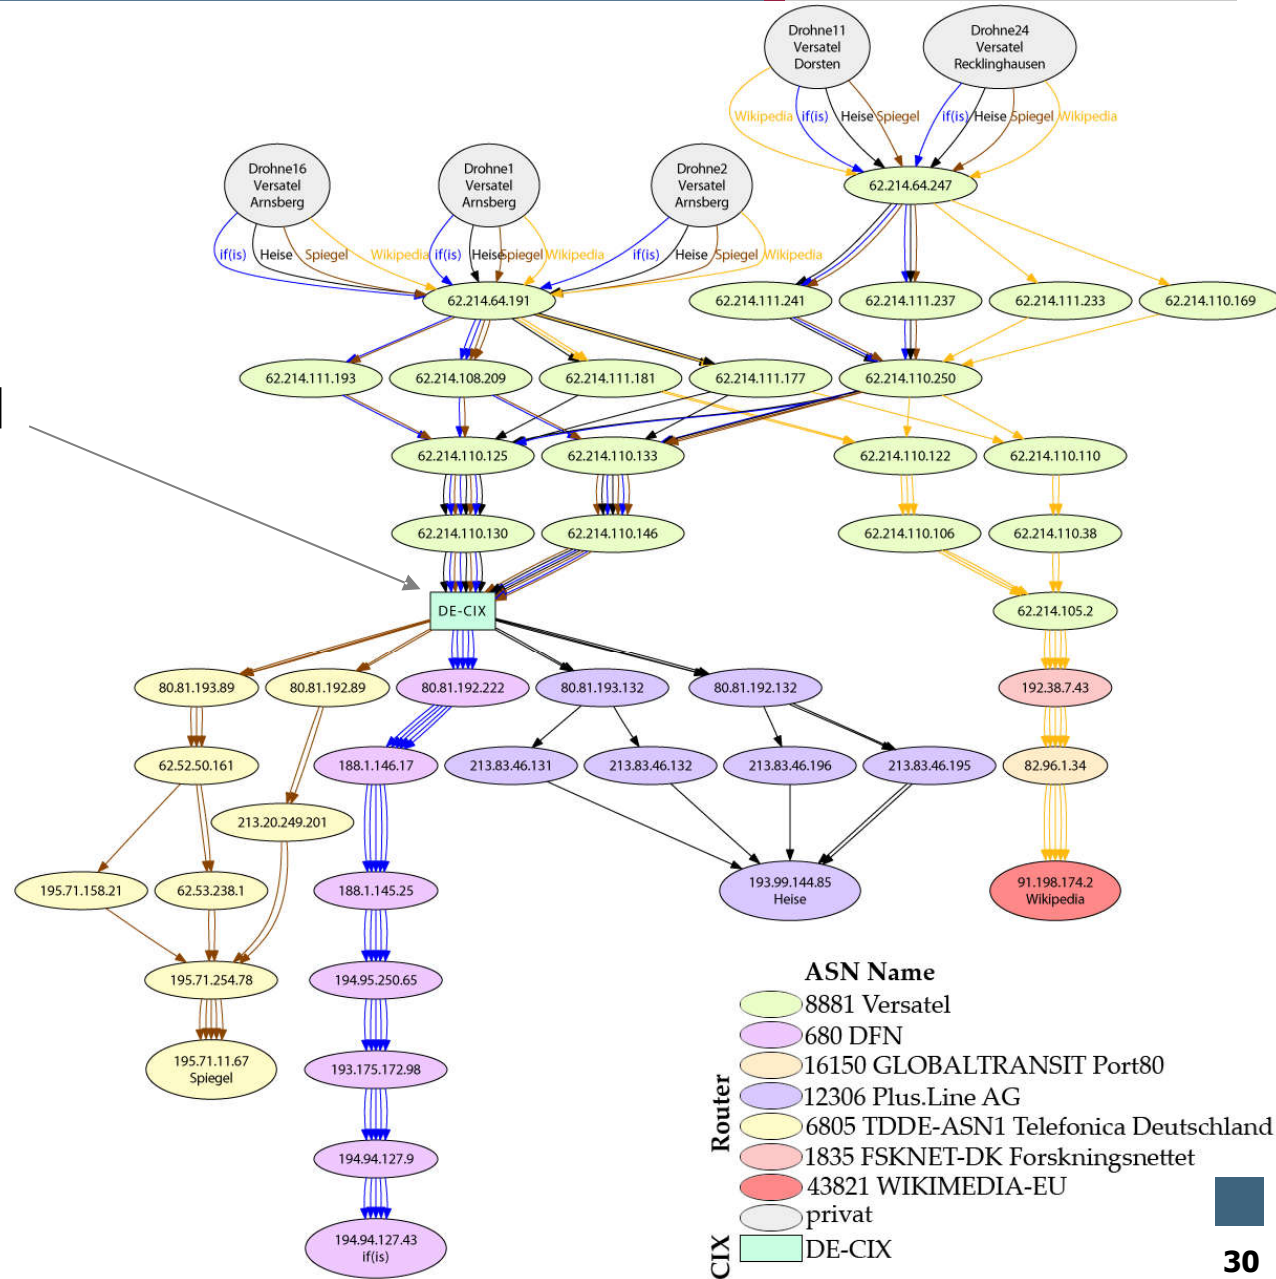 Drohne11
Versatel
Dorsten
Drohne24
Versatel
Recklinghausen
Wikipedia if(is) Heise Spiegel if(is) Heise Spiegel Wikipedia
Drohne16
Versatel
Arnsberg
Drohne1
Versatel
Arnsberg
Drohne2
Versatel
Arnsberg
62.214.64.247
if(is) Heise Spiegel Wikipedia if(is) Heise Spiegel Wikipedia if(is) Heise Spiegel Wikipedia
62.214.64.191 62.214.111.241 62.214.111.237 62.214.111.233 62.214.110.169
62.214.111.193 62.214.108.209 62.214.111.181 62.214.111.177 62.214.110.250
62.214.110.125 62.214.110.133 62.214.110.122 62.214.110.110
62.214.110.130 62.214.110.146 62.214.110.106 62.214.110.38
DE-CIX 62.214.105.2
80.81.193.89 80.81.192.89 80.81.192.222 80.81.193.132 80.81.192.132 192.38.7.43
62.52.50.161 188.1.146.17 213.83.46.131 213.83.46.132 213.83.46.196 213.83.46.195 82.96.1.34
213.20.249.201
195.71.158.21 62.53.238.1 188.1.145.25
193.99.144.85
Heise
91.198.174.2
Wikipedia
195.71.254.78 194.95.250.65
195.71.11.67
Spiegel
193.175.172.98
194.94.127.9
194.94.127.43
if(is)
ASN Name
8881 Versatel
680 DFN
16150 GLOBALTRANSIT Port80
12306 Plus.Line AG
6805 TDDE-ASN1 Telefonica Deutschland
1835 FSKNET-DK Forskningsnettet
43821 WIKIMEDIA-EU
privat
DE-CIX
Router
CIX
30